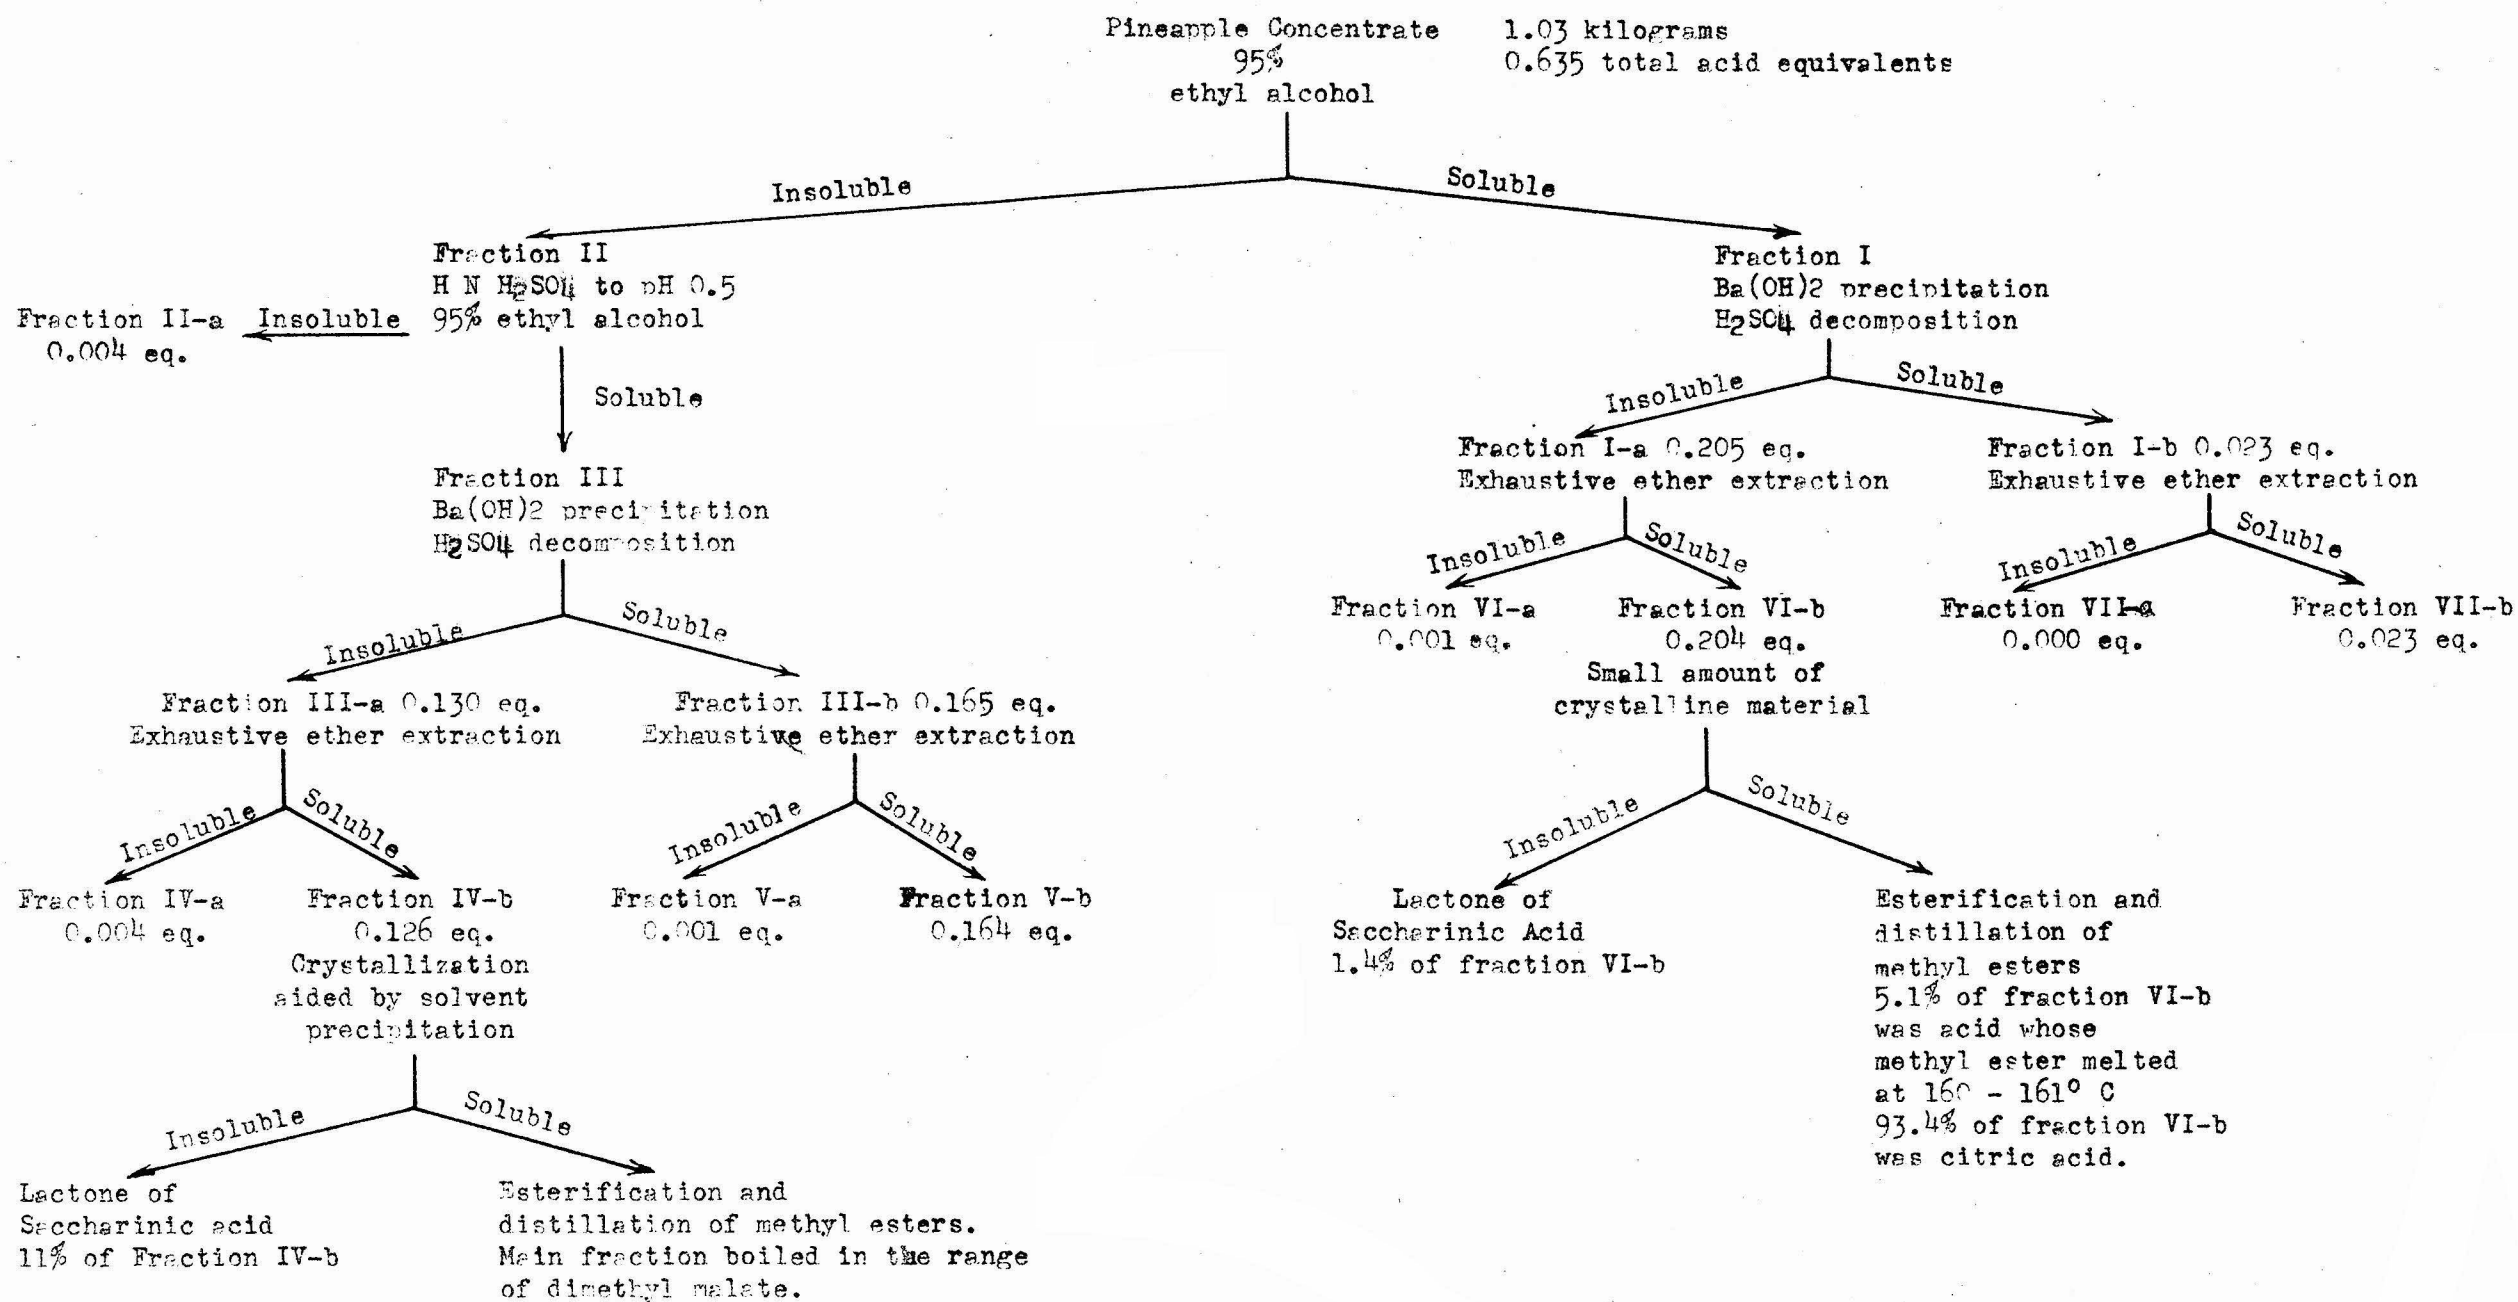 Pineapple Concentrate 1.03 kilograms
95% 0.635 total acid equivalents
ethyl alcohol
Insoluble
Soluble
Fraction II
H N H2SO4 to pH 0.5
95% ethyl alcohol
Insoluble
Fraction II-a
0.004 eq.
Soluble
Fraction III
Ba(OH)2 precipitation
H2SO4 decomposition
Insoluble
Soluble
Fraction III-a 0.130 eq.
Exhaustive ether extraction
Fraction III-b 0.165 eq.
Exhaustive ether extraction
Insoluble
Soluble
Insoluble
Soluble
Fraction IV-a
0.004 eq.
Fraction IV-b
0.126 eq.
Crystallization
aided by solvent
precipitation
Fraction V-a
0.001 eq.
Fraction V-b
0.164 eq.
Insoluble
Soluble
Lactone of
Saccharinic acid
11% of Fraction IV-b
Esterification and
distillation of methyl esters.
Main fraction boiled in the range
of dimethyl malate.
Fraction I
Ba(OH)2 precipitation
H2SO4 decomposition
Insoluble
Soluble
Fraction I-a 0.205 eq.
Exhaustive ether extraction
Fraction I-b 0.023 eq.
Exhaustive ether extraction
Insoluble
Soluble
Insoluble
Soluble
Fraction VI-a
0.001 eq.
Fraction VI-b
0.204 eq.
Small amount of
crystalline material
Fraction VII-a
0.000 eq.
Fraction VII-b
0.023 eq.
Insoluble
Soluble
Lactone of
Saccharinic Acid
1.4% of fraction VI-b
Esterification and
distillation of
methyl esters
5.1% of fraction VI-b
was acid whose
methyl ester melted
at 160 - 161° C
93.4% of fraction VI-b
was citric acid.